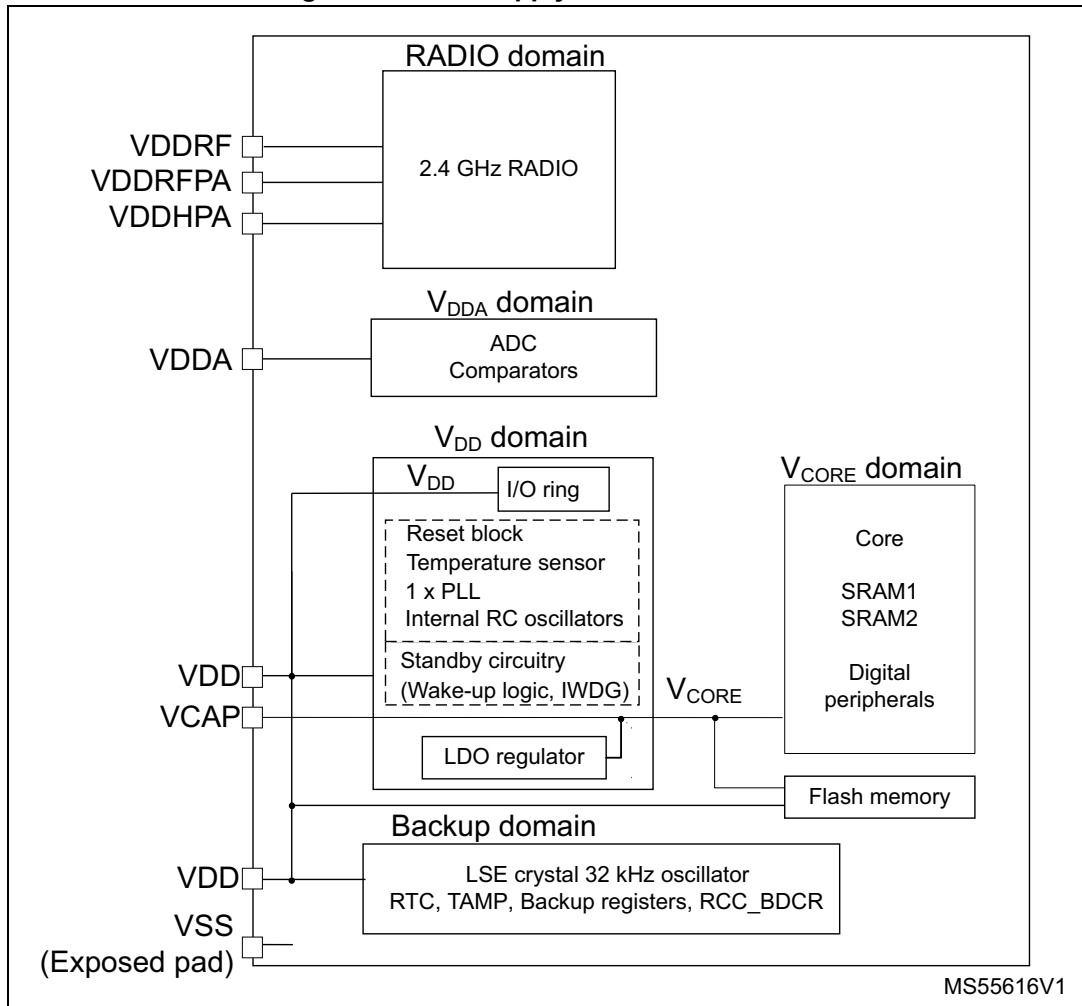 RADIO domain
VDDRF
VDDRFPA
VDDHPA
2.4 GHz RADIO
VDDA domain
VDDA
ADC
Comparators
VDD domain
VDD
I/O ring
Reset block
Temperature sensor
1 x PLL
Internal RC oscillators
Standby circuitry
(Wake-up logic, IWDG)
VDD
VCAP
LDO regulator
VCORE
VCORE domain
Core
SRAM1
SRAM2
Digital
peripherals
Flash memory
Backup domain
VDD
LSE crystal 32 kHz oscillator
RTC, TAMP, Backup registers, RCC_BDCR
VSS
(Exposed pad)
MS55616V1